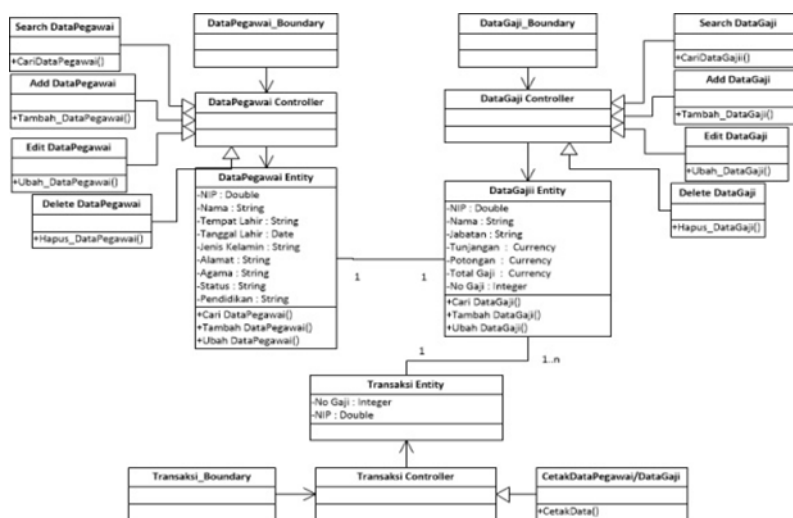 Search DataPegawai
+CariDataPegawai()
Add DataPegawai
+Tambah_DataPegawai()
Edit DataPegawai
+Ubah_DataPegawai()
Delete DataPegawai
+Hapus_DataPegawai()
DataPegawai_Boundary
DataPegawai Controller
DataPegawai Entity
-NIP : Double
-Nama : String
-Tempat Lahir : String
-Tanggal Lahir : Date
-Jenis Kelamin : String
-Alamat : String
-Agama : String
-Status : String
-Pendidikan : String
+Cari DataPegawai()
+Tambah DataPegawai()
+Ubah DataPegawai()
1
1
DataGaji_Boundary
DataGaji Controller
DataGajii Entity
-NIP : Double
-Nama : String
-Jabatan : String
-Tunjangan : Currency
-Potongan : Currency
-Total Gaji : Currency
-No Gaji : Integer
+Cari DataGaji()
+Tambah DataGaji()
+Ubah DataGaji()
Search DataGaji
+CariDataGajii()
Add DataGaji
+Tambah_DataGaji()
Edit DataGaji
+Ubah_DataGaji()
Delete DataGaji
+Hapus_DataGaji()
1
1..n
Transaksi Entity
-No Gaji : Integer
-NIP : Double
Transaksi_Boundary
Transaksi Controller
CetakDataPegawai/DataGaji
+CetakData()